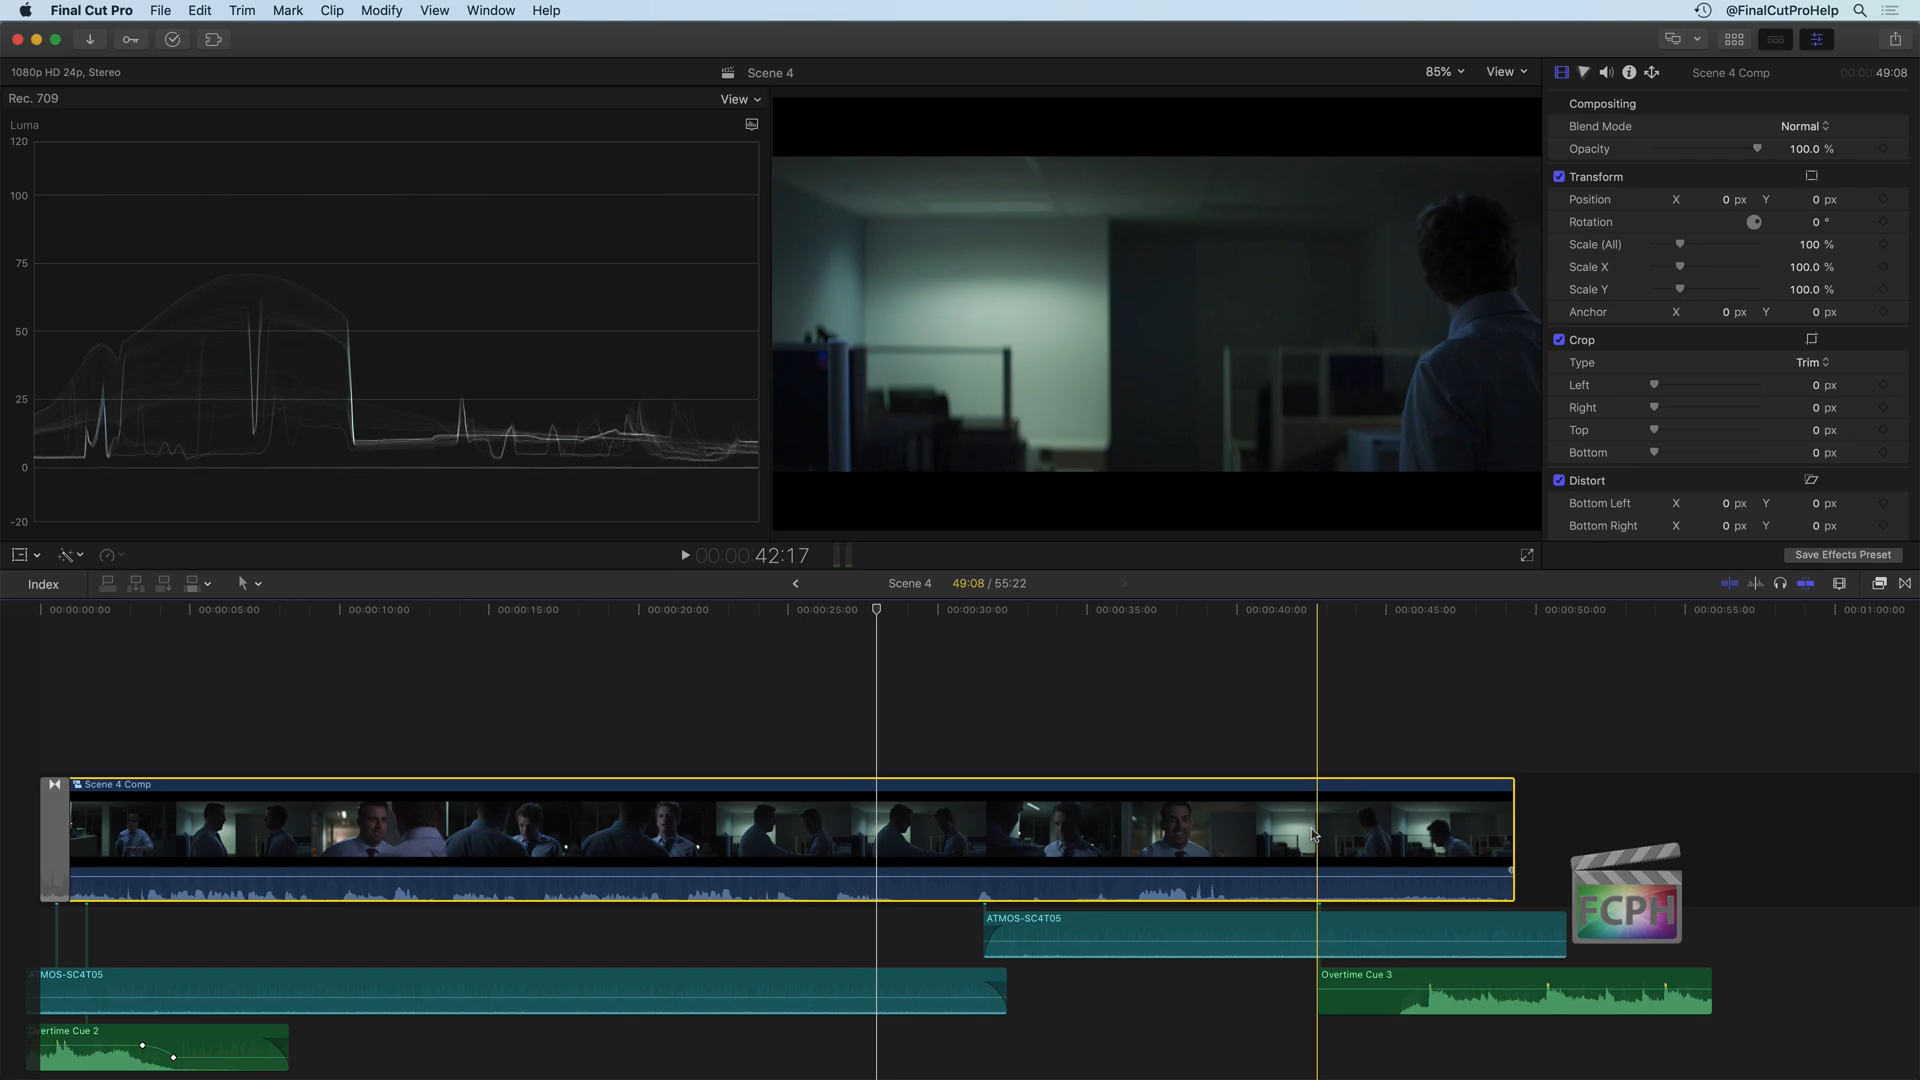 Final Cut Pro File Edit Trim Mark Clip Modify View Window Help @FinalCutProHelp
1080p HD 24p, Stereo Scene 4 85% View Scene 4 Comp 00:00:49:08
Rec. 709 View
Luma
120
100
75
50
25
0
-20
Compositing
Blend Mode Normal
Opacity 100.0 %
Transform
Position X 0 px Y 0 px
Rotation 0 °
Scale (All) 100 %
Scale X 100.0 %
Scale Y 100.0 %
Anchor X 0 px Y 0 px
Crop
Type Trim
Left 0 px
Right 0 px
Top 0 px
Bottom 0 px
Distort
Bottom Left X 0 px Y 0 px
Bottom Right X 0 px Y 0 px
00:00:42:17 Save Effects Preset
Index Scene 4 49:08 / 55:22
00:00:00:00 00:00:05:00 00:00:10:00 00:00:15:00 00:00:20:00 00:00:25:00 00:00:30:00 00:00:35:00 00:00:40:00 00:00:45:00 00:00:50:00 00:00:55:00 00:01:00:00
Scene 4 Comp
FCPH
ATMOS-SC4T05
ATMOS-SC4T05 Overtime Cue 3
Overtime Cue 2